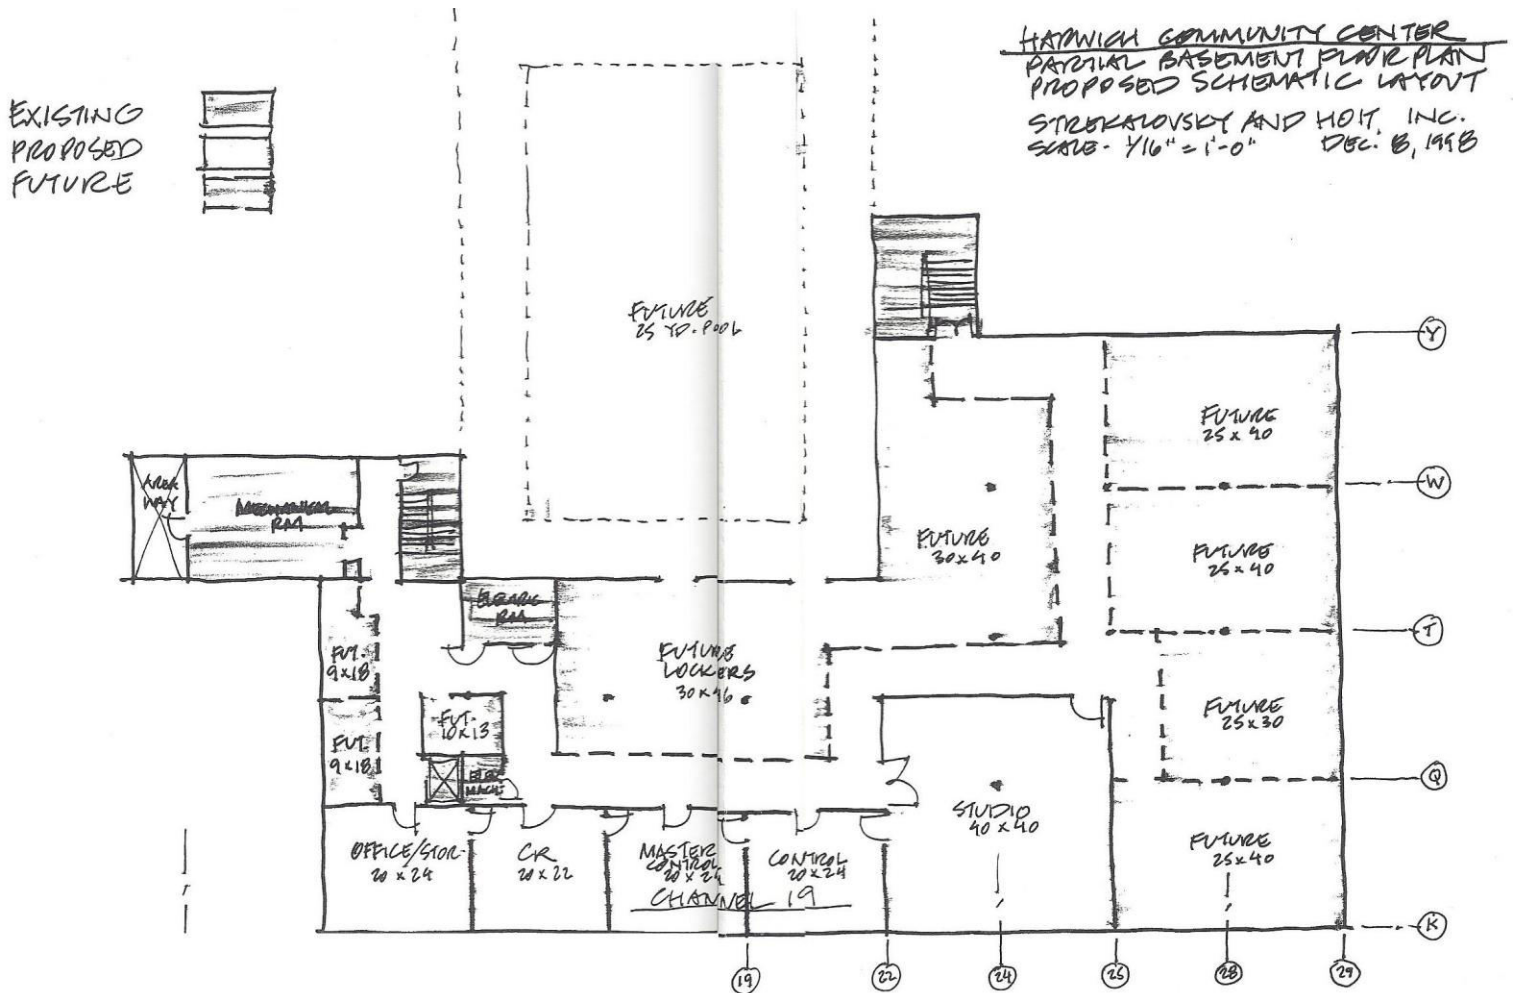 HARWICH COMMUNITY CENTER
PARTIAL BASEMENT FLOOR PLAN
PROPOSED SCHEMATIC LAYOUT
STREKALOVSKY AND HOIT, INC.
SCALE - 1/16" = 1'-0" DEC. 8, 1998
EXISTING
PROPOSED
FUTURE
FUTURE
25 YD. POOL
Y
FUTURE
25 x 40
W
AREA
WAY
MECHANICAL
RM
FUTURE
30 x 40
FUTURE
25 x 40
ELECTRIC
RM
T
FUT.
9 x 18
FUTURE
LOCKERS
30 x 46
FUT.
10 x 13
FUTURE
25 x 30
FUT.
9 x 18
ELEV.
MACH.
Q
STUDIO
40 x 40
OFFICE/STOR.
20 x 24
CR
20 x 22
MASTER
CONTROL
20 x 24
CONTROL
20 x 24
FUTURE
25 x 40
CHANNEL 19
K
19
22
24
25
28
29